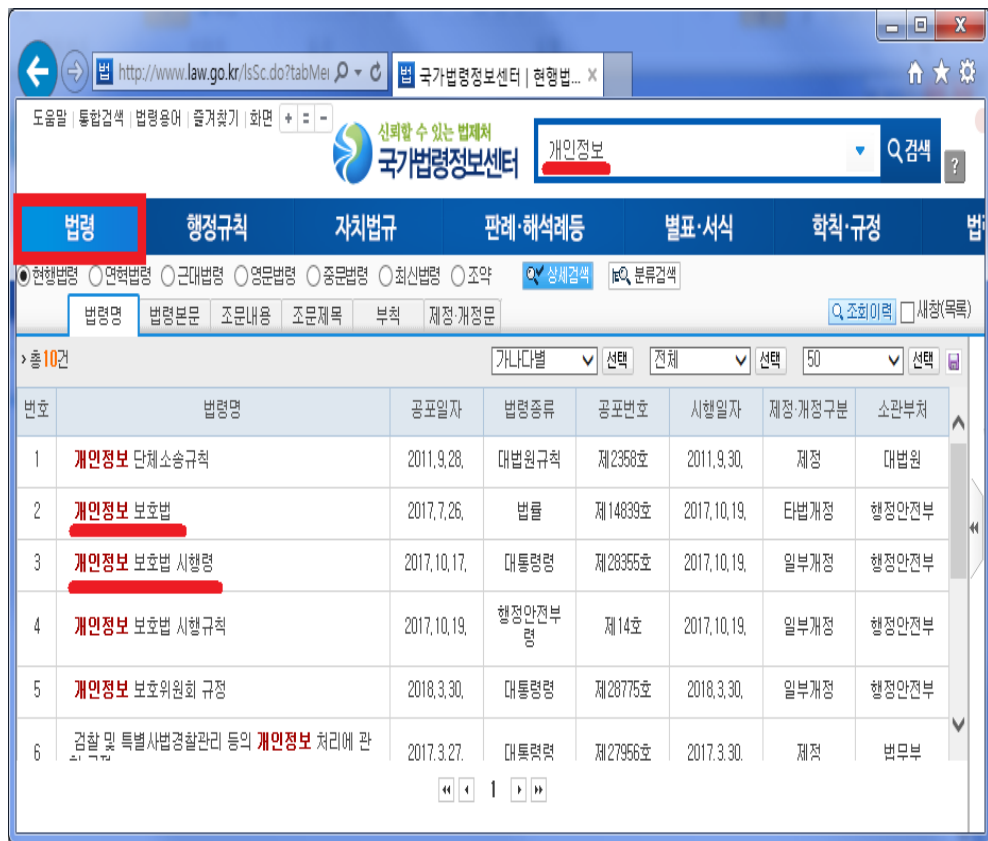 http://www.law.go.kr/lsSc.do?tabMei
법 국가법령정보센터 | 현행법... ×
도움말 | 통합검색 | 법령용어 | 즐겨찾기 | 화면 + = -
신뢰할 수 있는 법제처
국가법령정보센터
개인정보
검색
?
법령 행정규칙 자치법규 판례·해석례등 별표·서식 학칙·규정
현행법령 연혁법령 근대법령 영문법령 중문법령 최신법령 조약 상세검색 분류검색
법령명 법령본문 조문내용 조문제목 부칙 제정·개정문 조회이력 새창(목록)
총10건 가나다별 선택 전체 선택 50 선택
번호 법령명 공포일자 법령종류 공포번호 시행일자 제정·개정구분 소관부처
1 개인정보 단체소송규칙 2011.9.28. 대법원규칙 제2358호 2011.9.30. 제정 대법원
2 개인정보 보호법 2017.7.26. 법률 제14839호 2017.10.19. 타법개정 행정안전부
3 개인정보 보호법 시행령 2017.10.17. 대통령령 제28355호 2017.10.19. 일부개정 행정안전부
4 개인정보 보호법 시행규칙 2017.10.19. 행정안전부령 제14호 2017.10.19. 일부개정 행정안전부
5 개인정보 보호위원회 규정 2018.3.30. 대통령령 제28775호 2018.3.30. 일부개정 행정안전부
6 검찰 및 특별사법경찰관리 등의 개인정보 처리에 관 2017.3.27. 대통령령 제27956호 2017.3.30. 제정 법무부
1